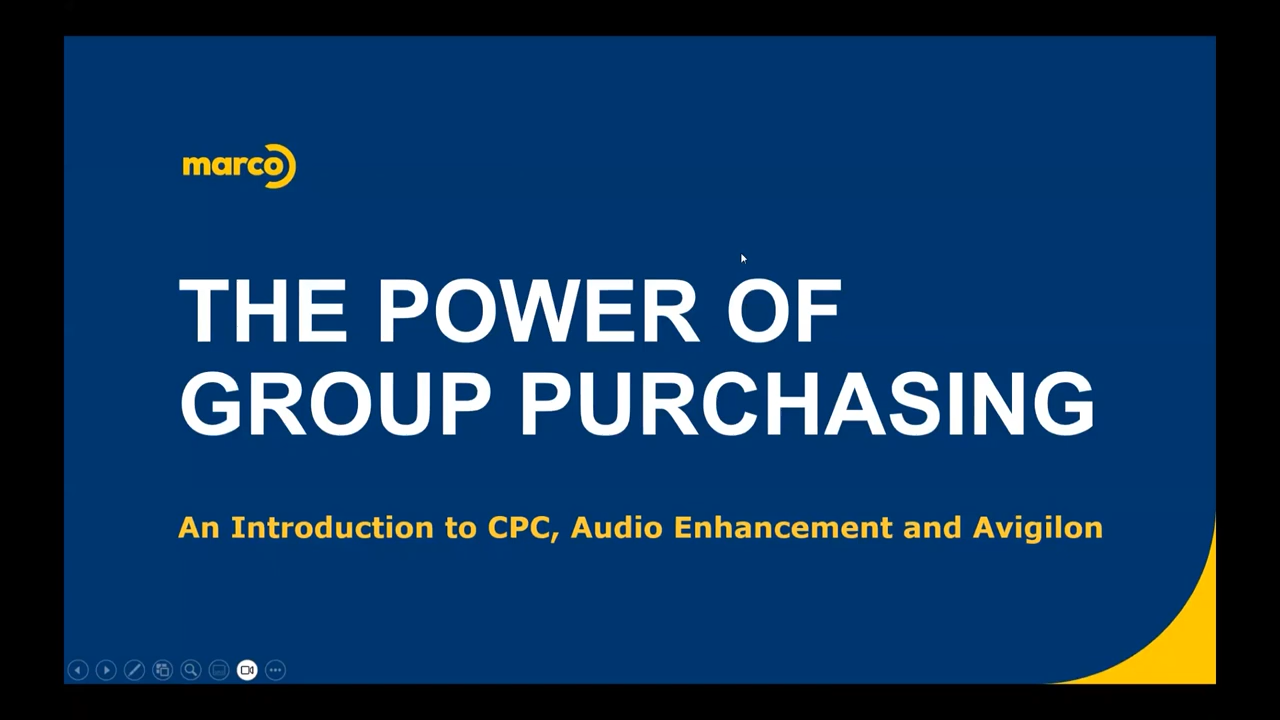 marco
THE POWER OF
GROUP PURCHASING
An Introduction to CPC, Audio Enhancement and Avigilon